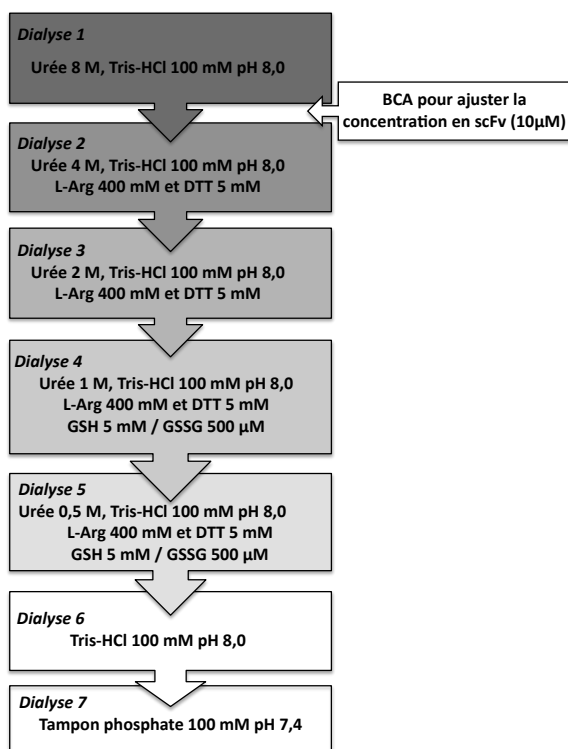 Dialyse 1
Urée 8 M, Tris-HCl 100 mM pH 8,0
BCA pour ajuster la
concentration en scFv (10µM)
Dialyse 2
Urée 4 M, Tris-HCl 100 mM pH 8,0
L-Arg 400 mM et DTT 5 mM
Dialyse 3
Urée 2 M, Tris-HCl 100 mM pH 8,0
L-Arg 400 mM et DTT 5 mM
Dialyse 4
Urée 1 M, Tris-HCl 100 mM pH 8,0
L-Arg 400 mM et DTT 5 mM
GSH 5 mM / GSSG 500 µM
Dialyse 5
Urée 0,5 M, Tris-HCl 100 mM pH 8,0
L-Arg 400 mM et DTT 5 mM
GSH 5 mM / GSSG 500 µM
Dialyse 6
Tris-HCl 100 mM pH 8,0
Dialyse 7
Tampon phosphate 100 mM pH 7,4